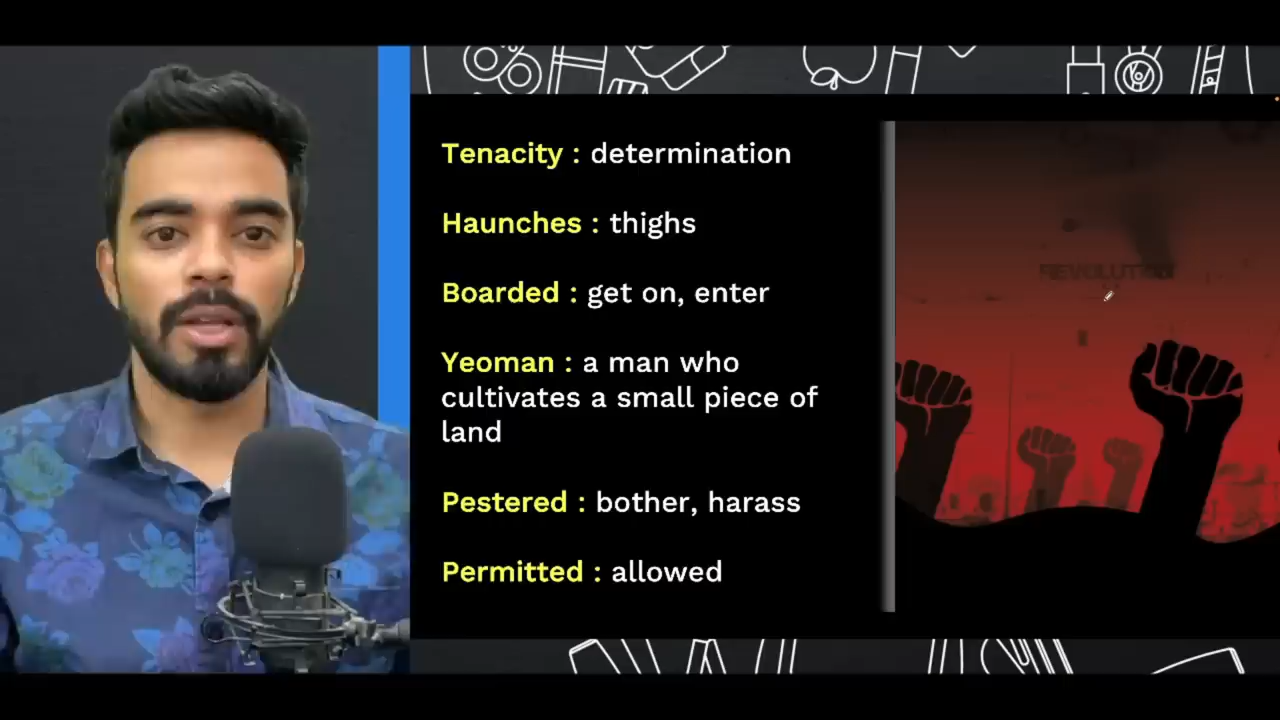 Tenacity : determination
Haunches : thighs
Boarded : get on, enter
Yeoman : a man who
cultivates a small piece of
land
Pestered : bother, harass
Permitted : allowed
REVOLUTION